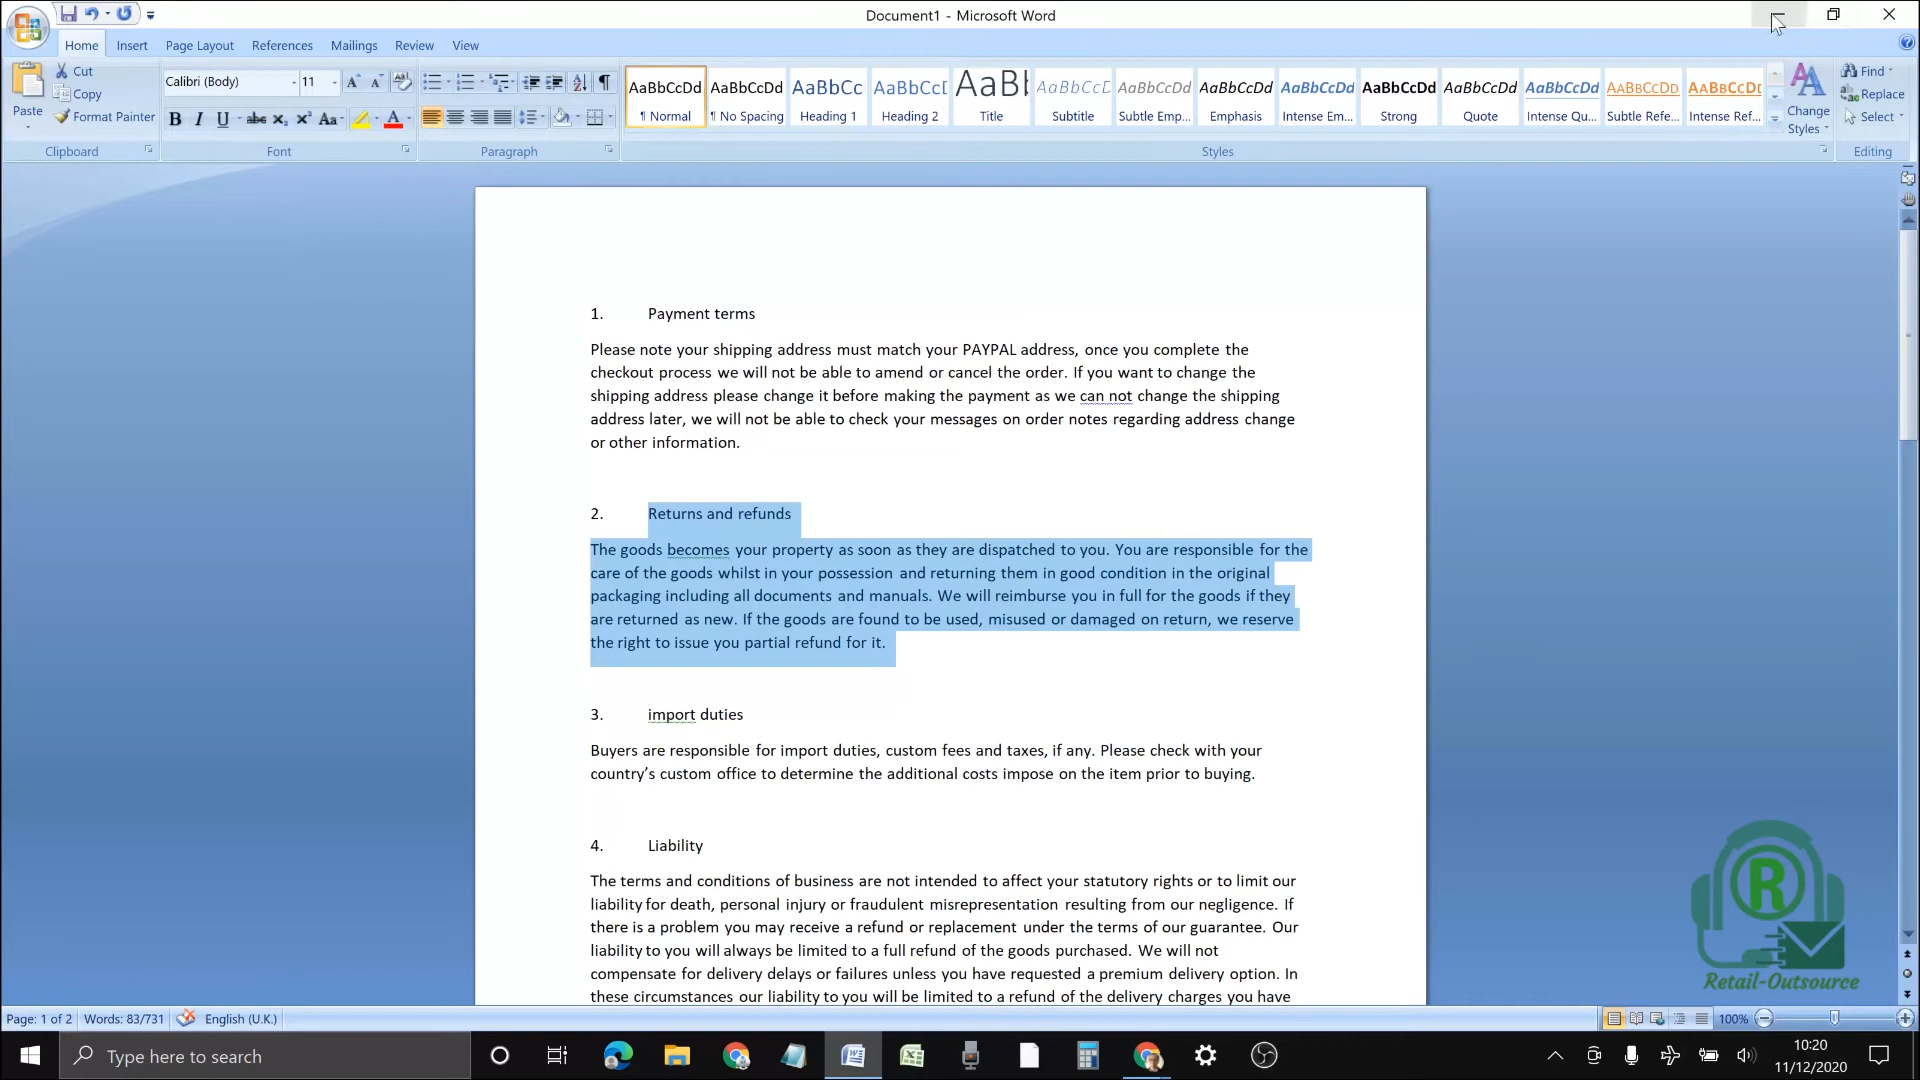 Document1 - Microsoft Word
Home Insert Page Layout References Mailings Review View
Paste
Cut
Copy
Format Painter
Clipboard
Calibri (Body) 11
Font
Paragraph
AaBbCcDd AaBbCcDd AaBbCc AaBbCc AaB AaBbCc AaBbCcDd AaBbCcDd AaBbCcDd AaBbCcDd AaBbCcDd AaBbCcDd AaBbCcDd AaBbCcDd
¶ Normal ¶ No Spacing Heading 1 Heading 2 Title Subtitle Subtle Emp... Emphasis Intense Em... Strong Quote Intense Qu... Subtle Refe... Intense Ref...
Styles
Change
Styles
Find
Replace
Select
Editing
1. Payment terms
Please note your shipping address must match your PAYPAL address, once you complete the
checkout process we will not be able to amend or cancel the order. If you want to change the
shipping address please change it before making the payment as we can not change the shipping
address later, we will not be able to check your messages on order notes regarding address change
or other information.
2. Returns and refunds
The goods becomes your property as soon as they are dispatched to you. You are responsible for the
care of the goods whilst in your possession and returning them in good condition in the original
packaging including all documents and manuals. We will reimburse you in full for the goods if they
are returned as new. If the goods are found to be used, misused or damaged on return, we reserve
the right to issue you partial refund for it.
3. import duties
Buyers are responsible for import duties, custom fees and taxes, if any. Please check with your
country’s custom office to determine the additional costs impose on the item prior to buying.
4. Liability
The terms and conditions of business are not intended to affect your statutory rights or to limit our
liability for death, personal injury or fraudulent misrepresentation resulting from our negligence. If
there is a problem you may receive a refund or replacement under the terms of our guarantee. Our
liability to you will always be limited to a full refund of the goods purchased. We will not
compensate for delivery delays or failures unless you have requested a premium delivery option. In
these circumstances our liability to you will be limited to a refund of the delivery charges you have
R
Retail-Outsource
Page: 1 of 2 Words: 83/731 English (U.K.) 100%
Type here to search
10:20
11/12/2020